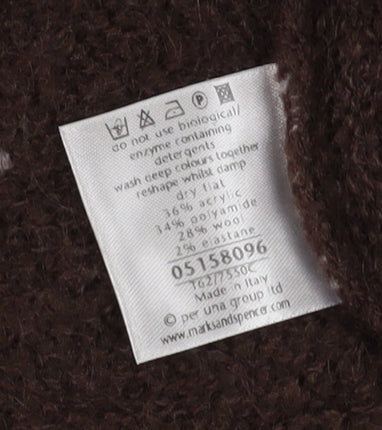 do not use biological/
enzyme containing
detergents
wash deep colours together
reshape whilst damp
dry flat
36% acrylic
34% polyamide
28% wool
2% elastane
05158096
T62/7550C
Made in Italy
© per una group ltd
www.marksandspencer.com